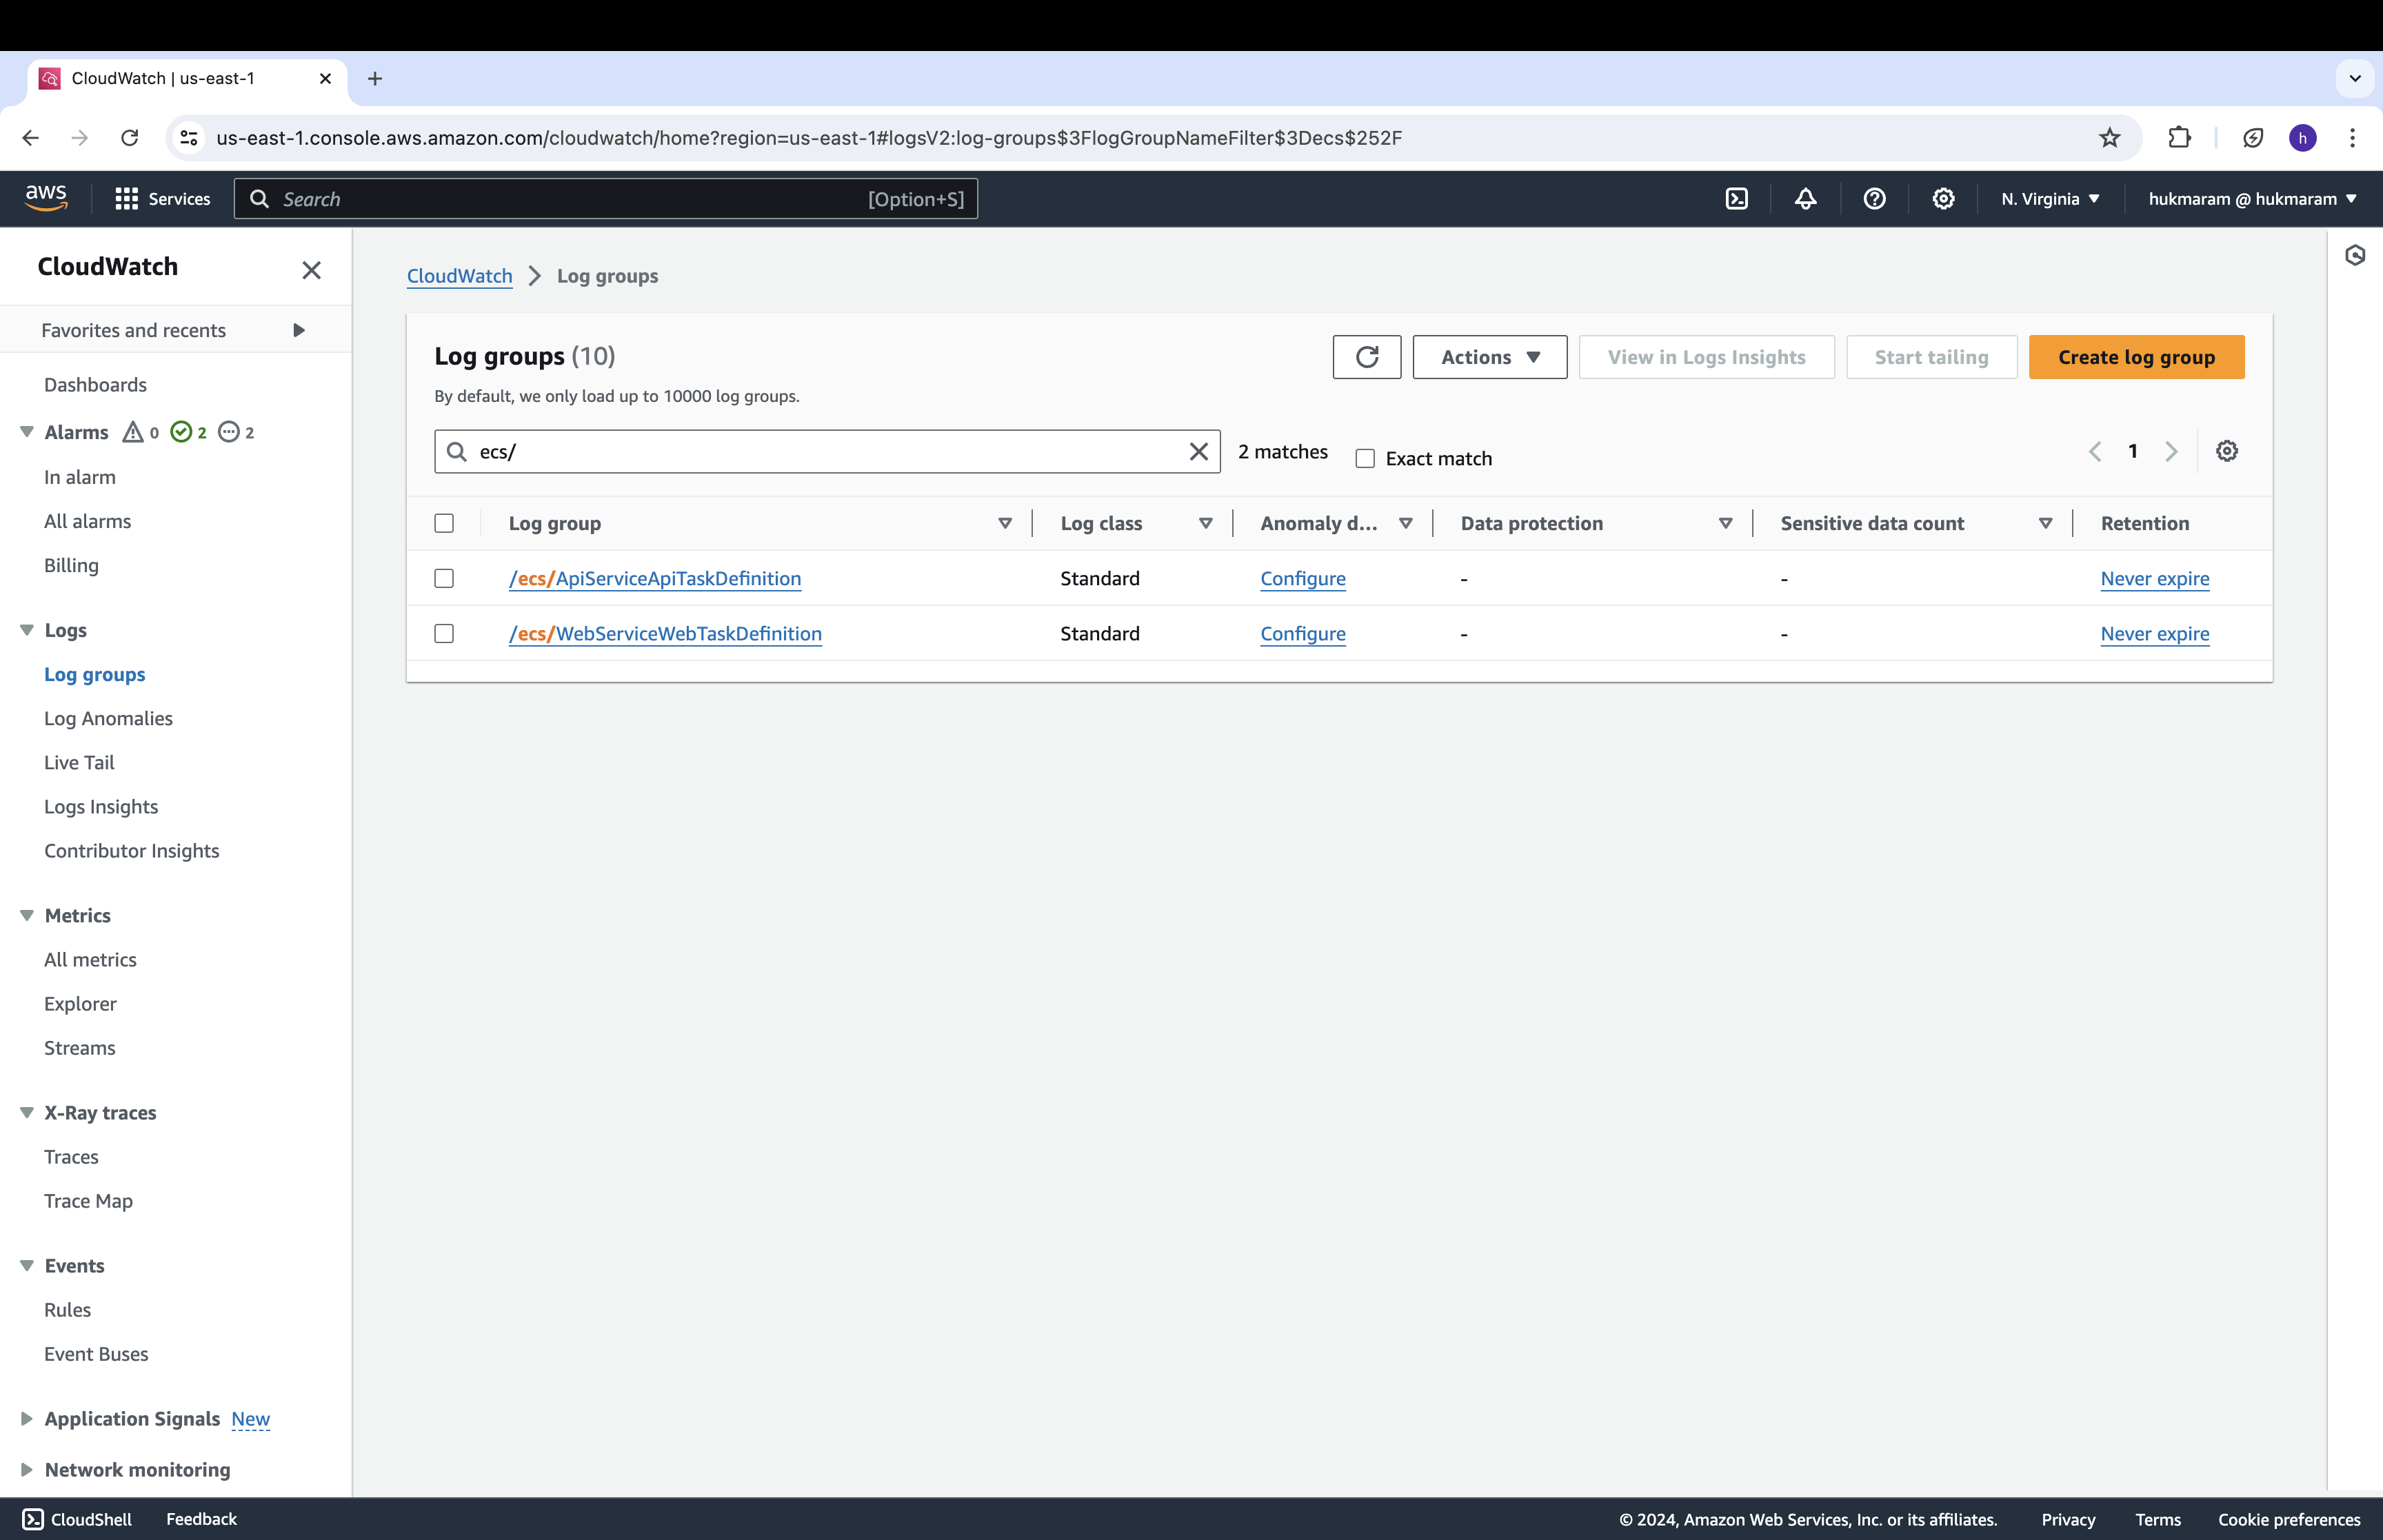 CloudWatch | us-east-1
us-east-1.console.aws.amazon.com/cloudwatch/home?region=us-east-1#logsV2:log-groups$3FlogGroupNameFilter$3Decs$252F
h
aws Services Search [Option+S] N. Virginia hukmaram @ hukmaram
CloudWatch
Favorites and recents
Dashboards
Alarms 0 2 2
In alarm
All alarms
Billing
Logs
Log groups
Log Anomalies
Live Tail
Logs Insights
Contributor Insights
Metrics
All metrics
Explorer
Streams
X-Ray traces
Traces
Trace Map
Events
Rules
Event Buses
Application Signals New
Network monitoring
CloudWatch Log groups
Log groups (10)
By default, we only load up to 10000 log groups.
Actions View in Logs Insights Start tailing Create log group
ecs/ 2 matches Exact match 1
Log group Log class Anomaly d... Data protection Sensitive data count Retention
/ecs/ApiServiceApiTaskDefinition Standard Configure - - Never expire
/ecs/WebServiceWebTaskDefinition Standard Configure - - Never expire
CloudShell Feedback © 2024, Amazon Web Services, Inc. or its affiliates. Privacy Terms Cookie preferences